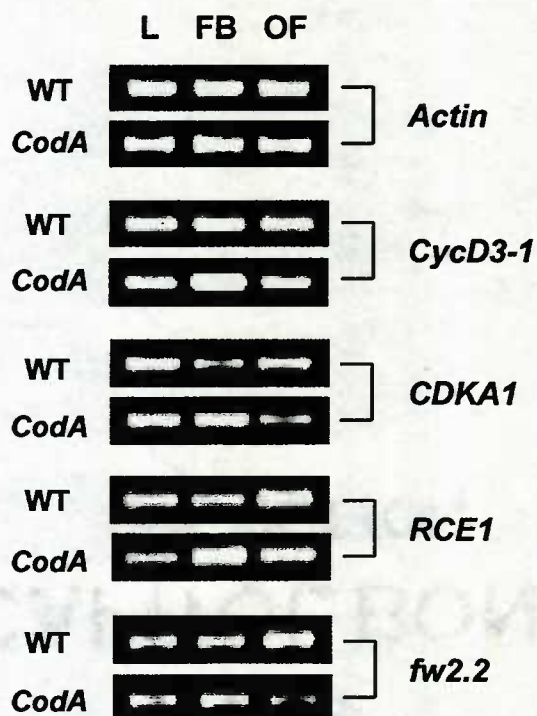 L FB OF
WT
CodA
Actin
WT
CodA
CycD3-1
WT
CodA
CDKA1
WT
CodA
RCE1
WT
CodA
fw2.2